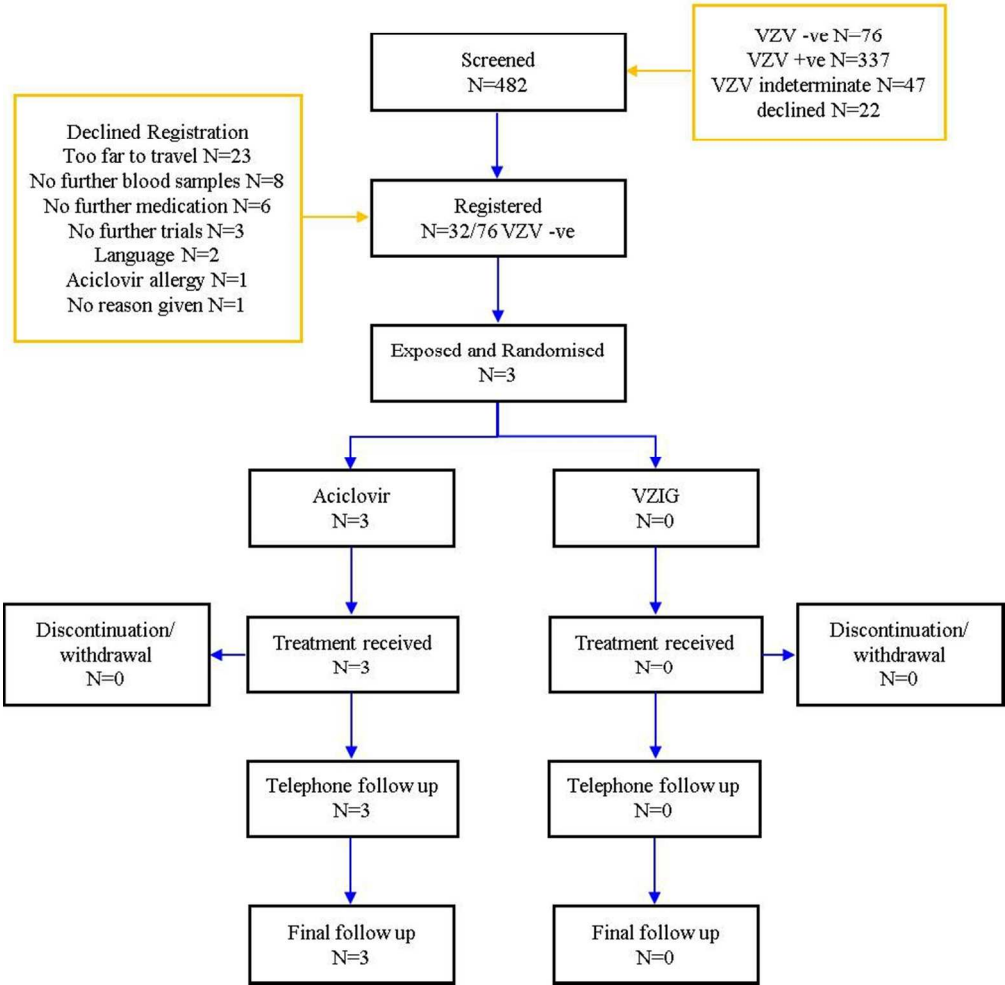 Screened
N=482
VZV -ve N=76
VZV +ve N=337
VZV indeterminate N=47
declined N=22
Declined Registration
Too far to travel N=23
No further blood samples N=8
No further medication N=6
No further trials N=3
Language N=2
Aciclovir allergy N=1
No reason given N=1
Registered
N=32/76 VZV -ve
Exposed and Randomised
N=3
Aciclovir
N=3
VZIG
N=0
Discontinuation/
withdrawal
N=0
Treatment received
N=3
Treatment received
N=0
Discontinuation/
withdrawal
N=0
Telephone follow up
N=3
Telephone follow up
N=0
Final follow up
N=3
Final follow up
N=0